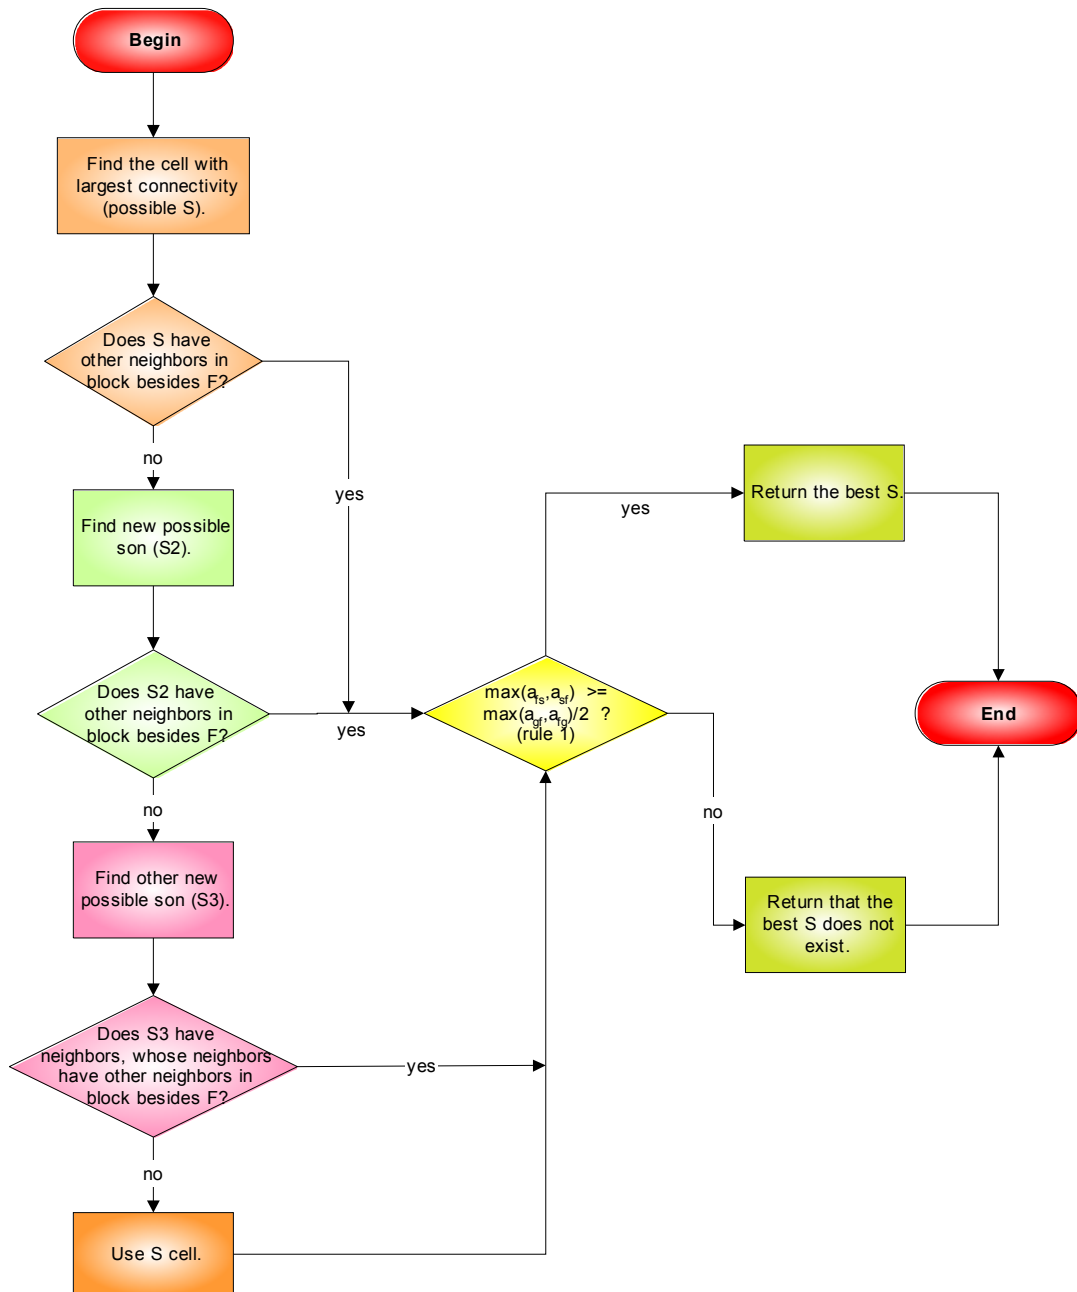 Begin
Find the cell with
largest connectivity
(possible S).
Does S have
other neighbors in
block besides F?
no
yes
Find new possible
son (S2).
Does S2 have
other neighbors in
block besides F?
yes
no
Find other new
possible son (S3).
Does S3 have
neighbors, whose neighbors
have other neighbors in
block besides F?
yes
no
Use S cell.
max(a_fs,a_sf) >=
max(a_gf,a_fg)/2 ?
(rule 1)
yes
no
Return the best S.
Return that the
best S does not
exist.
End